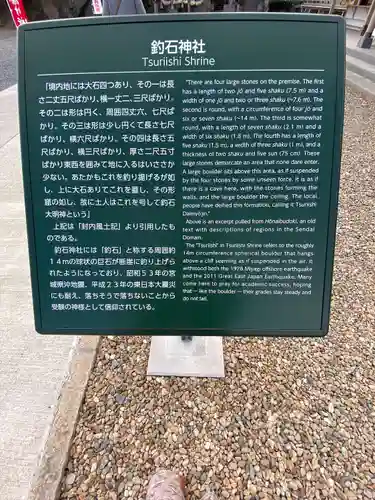 釣石神社
Tsuriishi Shrine
「境内地には大石四つあり、その一は長
さ二丈五尺ばかり、横一丈二、三尺ばかり。
その二は形は円く、周囲四丈六、七尺ば
かり。その三は形は少し円くて長さ七尺
ばかり、横六尺ばかり。その四は長さ五
尺ばかり、横三尺ばかり、厚さ二尺五寸
ばかり東西を囲みて地に入るはいささか
少ない。あたかもこれを釣り揚げるが如
し、上に大石ありてこれを蓋し、その形
窟の如し、故に土人はこれを号して釣石
大明神という」
上記は「封内風土記」より引用したも
のである。
釣石神社には「釣石」と称する周囲約
14mの球状の巨石が断崖に釣り上げら
れたようになっており、昭和53年の宮
城県沖地震、平成23年の東日本大震災
にも耐え、落ちそうで落ちないことから
受験の神様として信仰されている。
"There are four large stones on the premise. The first
has a length of two jō and five shaku (7.5 m) and a
width of one jō and two or three shaku (~7.6 m). The
second is round, with a circumference of four jō and
six or seven shaku (~14 m). The third is somewhat
round, with a length of seven shaku (2.1 m) and a
width of six shaku (1.8 m). The fourth has a length of
five shaku (1.5 m), a width of three shaku (1 m), and a
thickness of two shaku and five sun (75 cm). These
large stones demarcate an area that none dare enter.
A large boulder sits above this area, as if suspended
by the four stones by some unseen force. It is as if
there is a cave here, with the stones forming the
walls, and the large boulder the ceiling. The local
people have deified this formation, calling it Tsuriishi
Daimyōjin."
Above is an excerpt pulled from Hōnaifudoki, an old
text with descriptions of regions in the Sendai
Domain.
The "Tsuriishi" in Tsuriishi Shrine refers to the roughly
14m circumference spherical boulder that hangs
above a cliff seeming as if suspended in the air. It
withstood both the 1978 Miyagi offshore earthquake
and the 2011 Great East Japan Earthquake. Many
come here to pray for academic success, hoping
that — like the boulder — their grades stay steady and
do not fall.